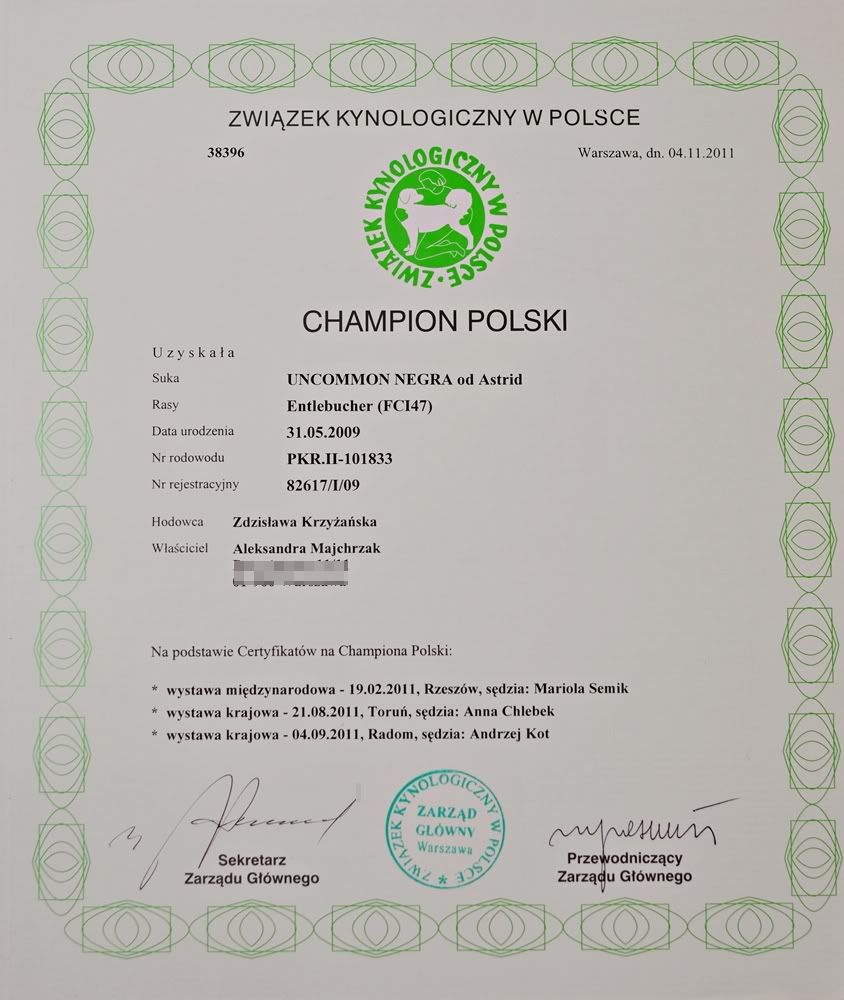 ZWIĄZEK KYNOLOGICZNY W POLSCE
38396
Warszawa, dn. 04.11.2011
ZWIĄZEK KYNOLOGICZNY W POLSCE ·
CHAMPION POLSKI
Uzyskała
Suka UNCOMMON NEGRA od Astrid
Rasy Entlebucher (FCI47)
Data urodzenia 31.05.2009
Nr rodowodu PKR.II-101833
Nr rejestracyjny 82617/I/09
Hodowca Zdzisława Krzyżańska
Właściciel Aleksandra Majchrzak
Na podstawie Certyfikatów na Championa Polski:
* wystawa międzynarodowa - 19.02.2011, Rzeszów, sędzia: Mariola Semik
* wystawa krajowa - 21.08.2011, Toruń, sędzia: Anna Chlebek
* wystawa krajowa - 04.09.2011, Radom, sędzia: Andrzej Kot
ZWIĄZEK KYNOLOGICZNY W POLSCE *
ZARZĄD
GŁÓWNY
Warszawa
Sekretarz
Zarządu Głównego
Przewodniczący
Zarządu Głównego